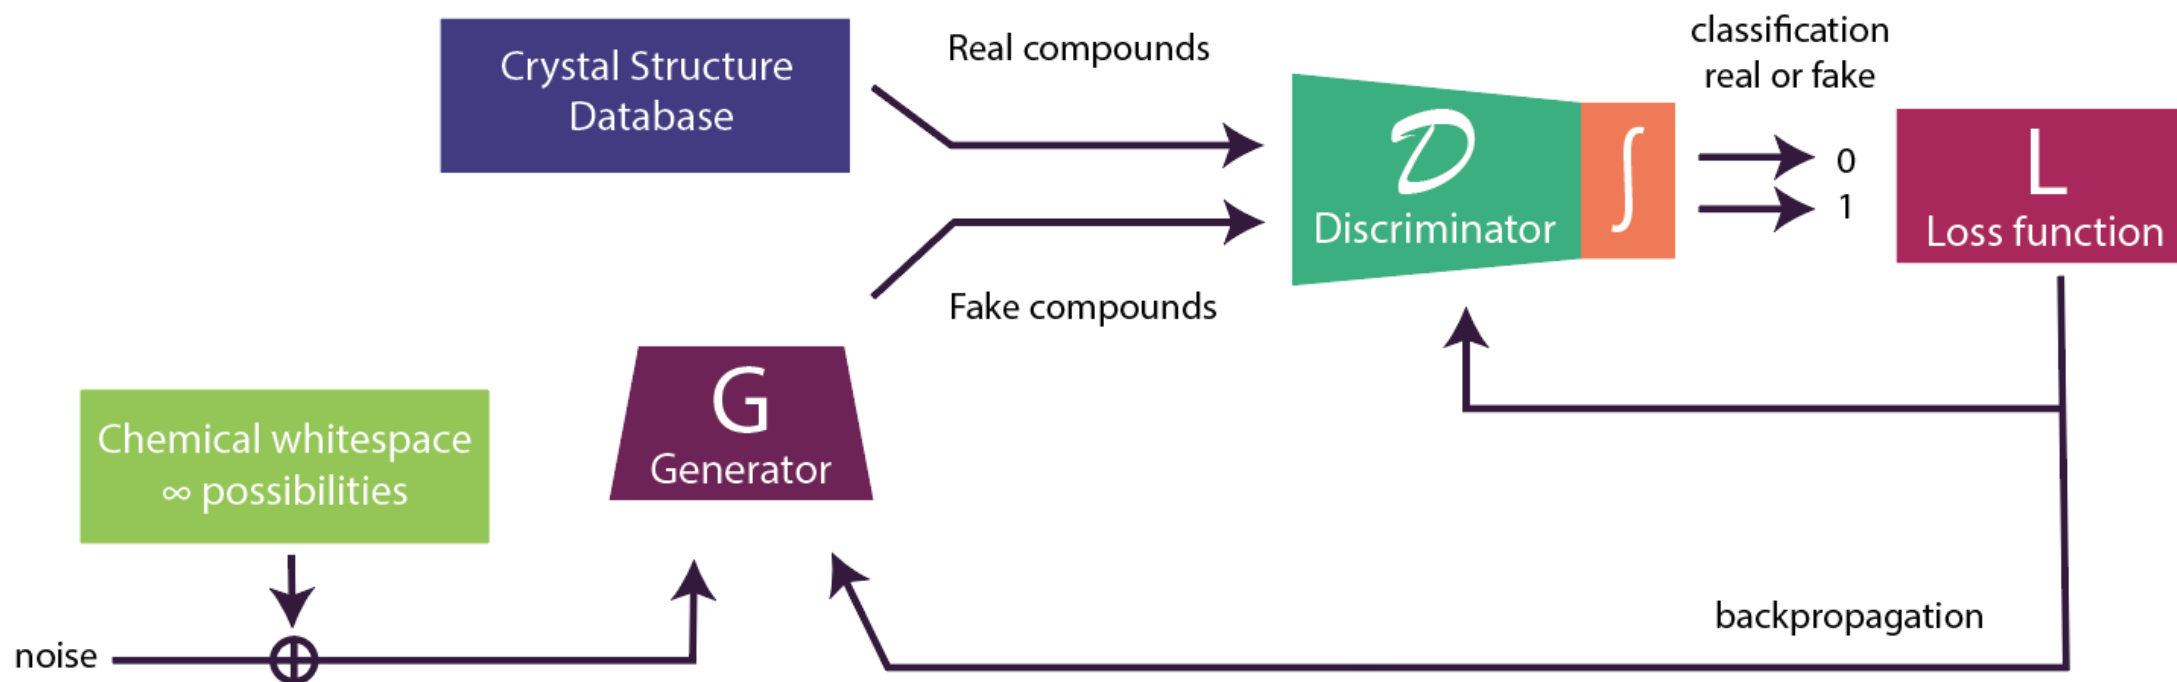 Crystal Structure
Database
Real compounds
classification
real or fake
D
Discriminator
∫
0
1
L
Loss function
Fake compounds
G
Generator
Chemical whitespace
∞ possibilities
noise
backpropagation